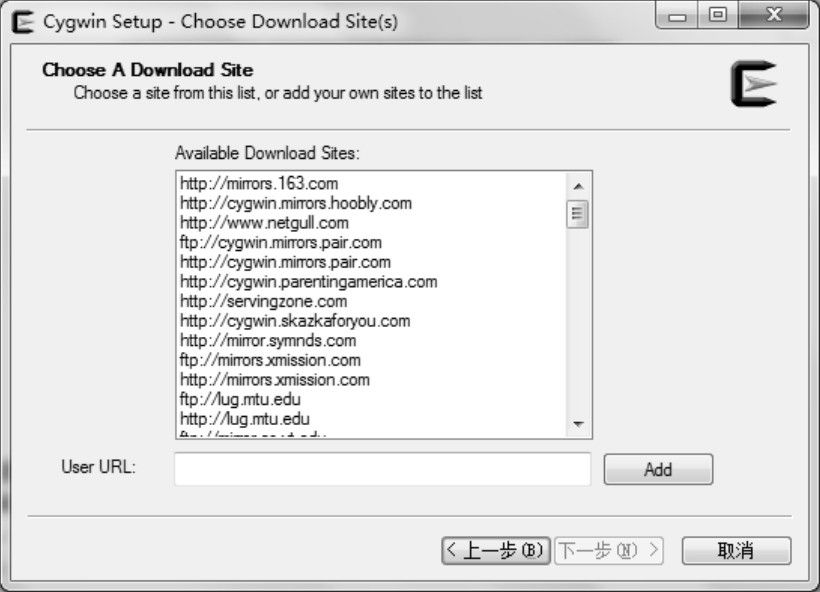 Cygwin Setup - Choose Download Site(s)
Choose A Download Site
Choose a site from this list, or add your own sites to the list
Available Download Sites:
http://mirrors.163.com
http://cygwin.mirrors.hoobly.com
http://www.netgull.com
ftp://cygwin.mirrors.pair.com
http://cygwin.mirrors.pair.com
http://cygwin.parentingamerica.com
http://servingzone.com
http://cygwin.skazkaforyou.com
http://mirror.symnds.com
ftp://mirrors.xmission.com
http://mirrors.xmission.com
ftp://lug.mtu.edu
http://lug.mtu.edu
User URL:
Add
< 上一步(B) 下一步(N) > 取消